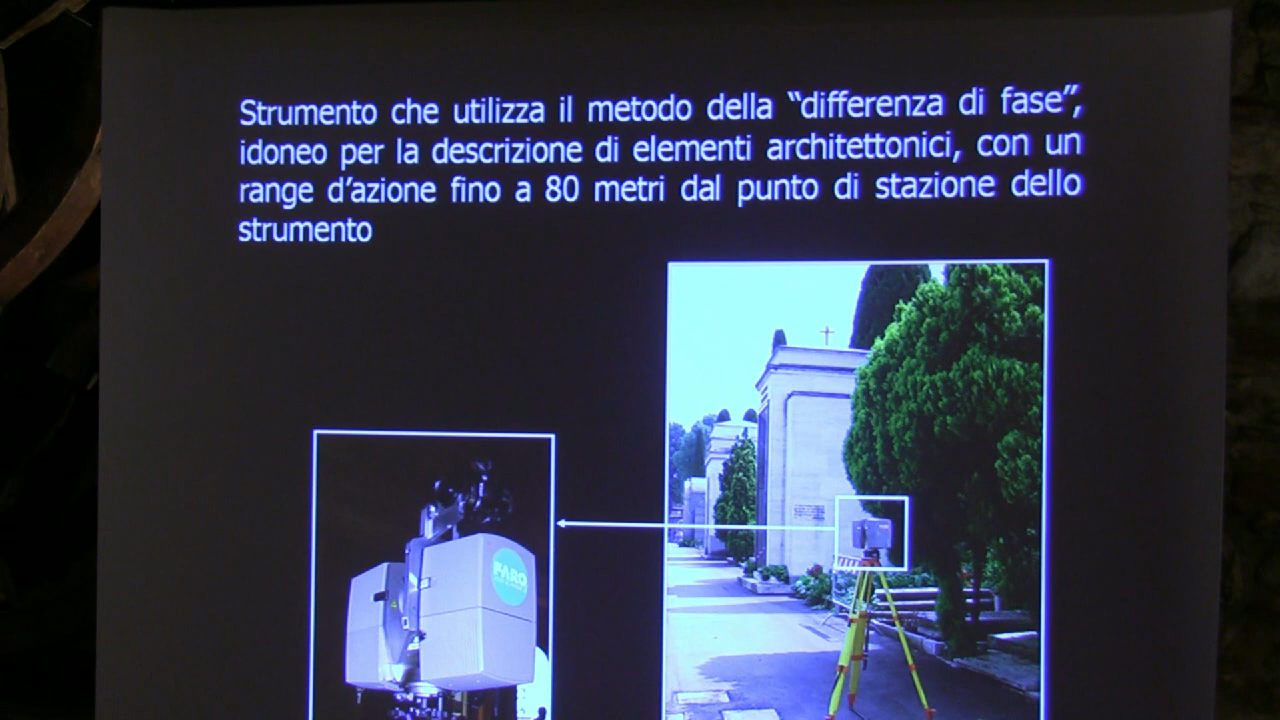 Strumento che utilizza il metodo della “differenza di fase”,
idoneo per la descrizione di elementi architettonici, con un
range d’azione fino a 80 metri dal punto di stazione dello
strumento
FARO